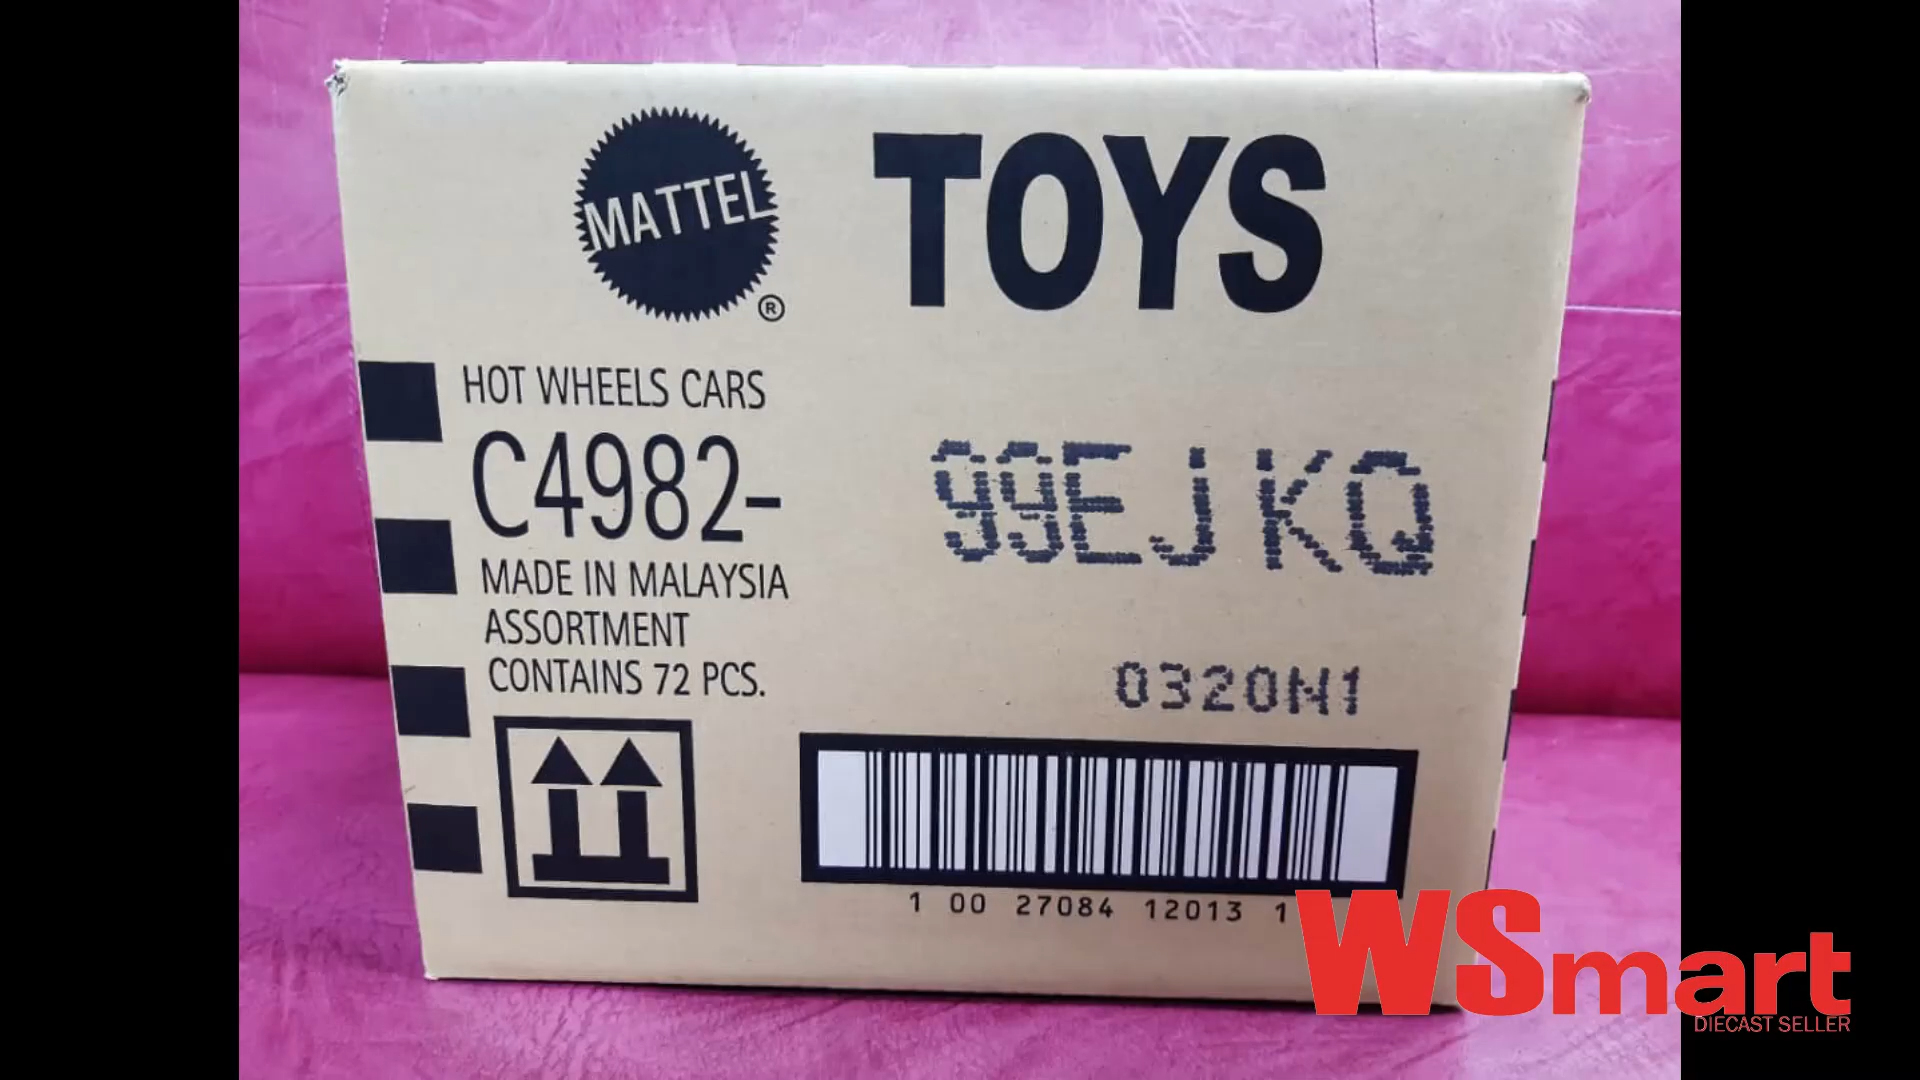 MATTEL
®
TOYS
HOT WHEELS CARS
C4982-
99EJKQ
MADE IN MALAYSIA
ASSORTMENT
CONTAINS 72 PCS.
0320N1
1 00 27084 12013 1
WSmart
DIECAST SELLER